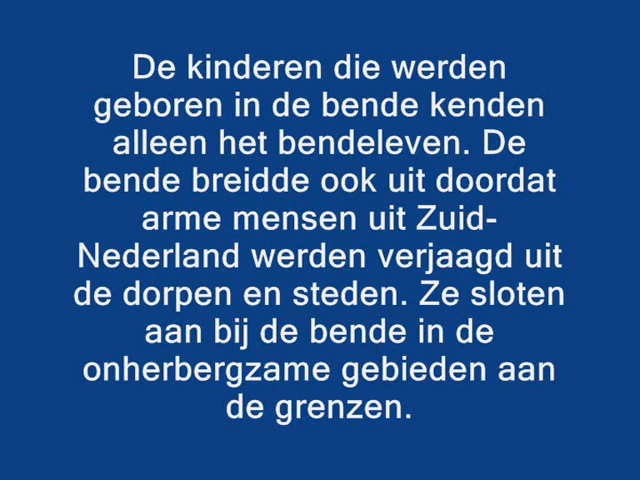 De kinderen die werden
geboren in de bende kenden
alleen het bendeleven. De
bende breidde ook uit doordat
arme mensen uit Zuid-
Nederland werden verjaagd uit
de dorpen en steden. Ze sloten
aan bij de bende in de
onherbergzame gebieden aan
de grenzen.